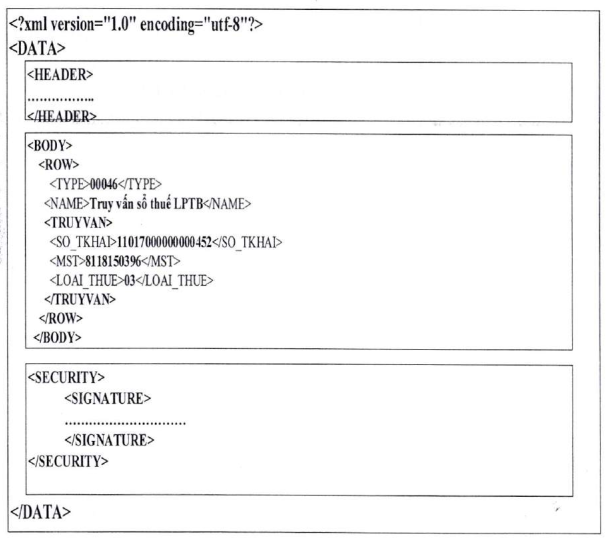 <?xml version="1.0" encoding="utf-8"?>
<DATA>
<HEADER>
.................
</HEADER>
<BODY>
<ROW>
<TYPE>00046</TYPE>
<NAME>Truy vấn sổ thuế LPTB</NAME>
<TRUYVAN>
<SO_TKHAI>11017000000000452</SO_TKHAI>
<MST>8118150396</MST>
<LOAI_THUE>03</LOAI_THUE>
</TRUYVAN>
</ROW>
</BODY>
<SECURITY>
<SIGNATURE>
..............................
</SIGNATURE>
</SECURITY>
</DATA>